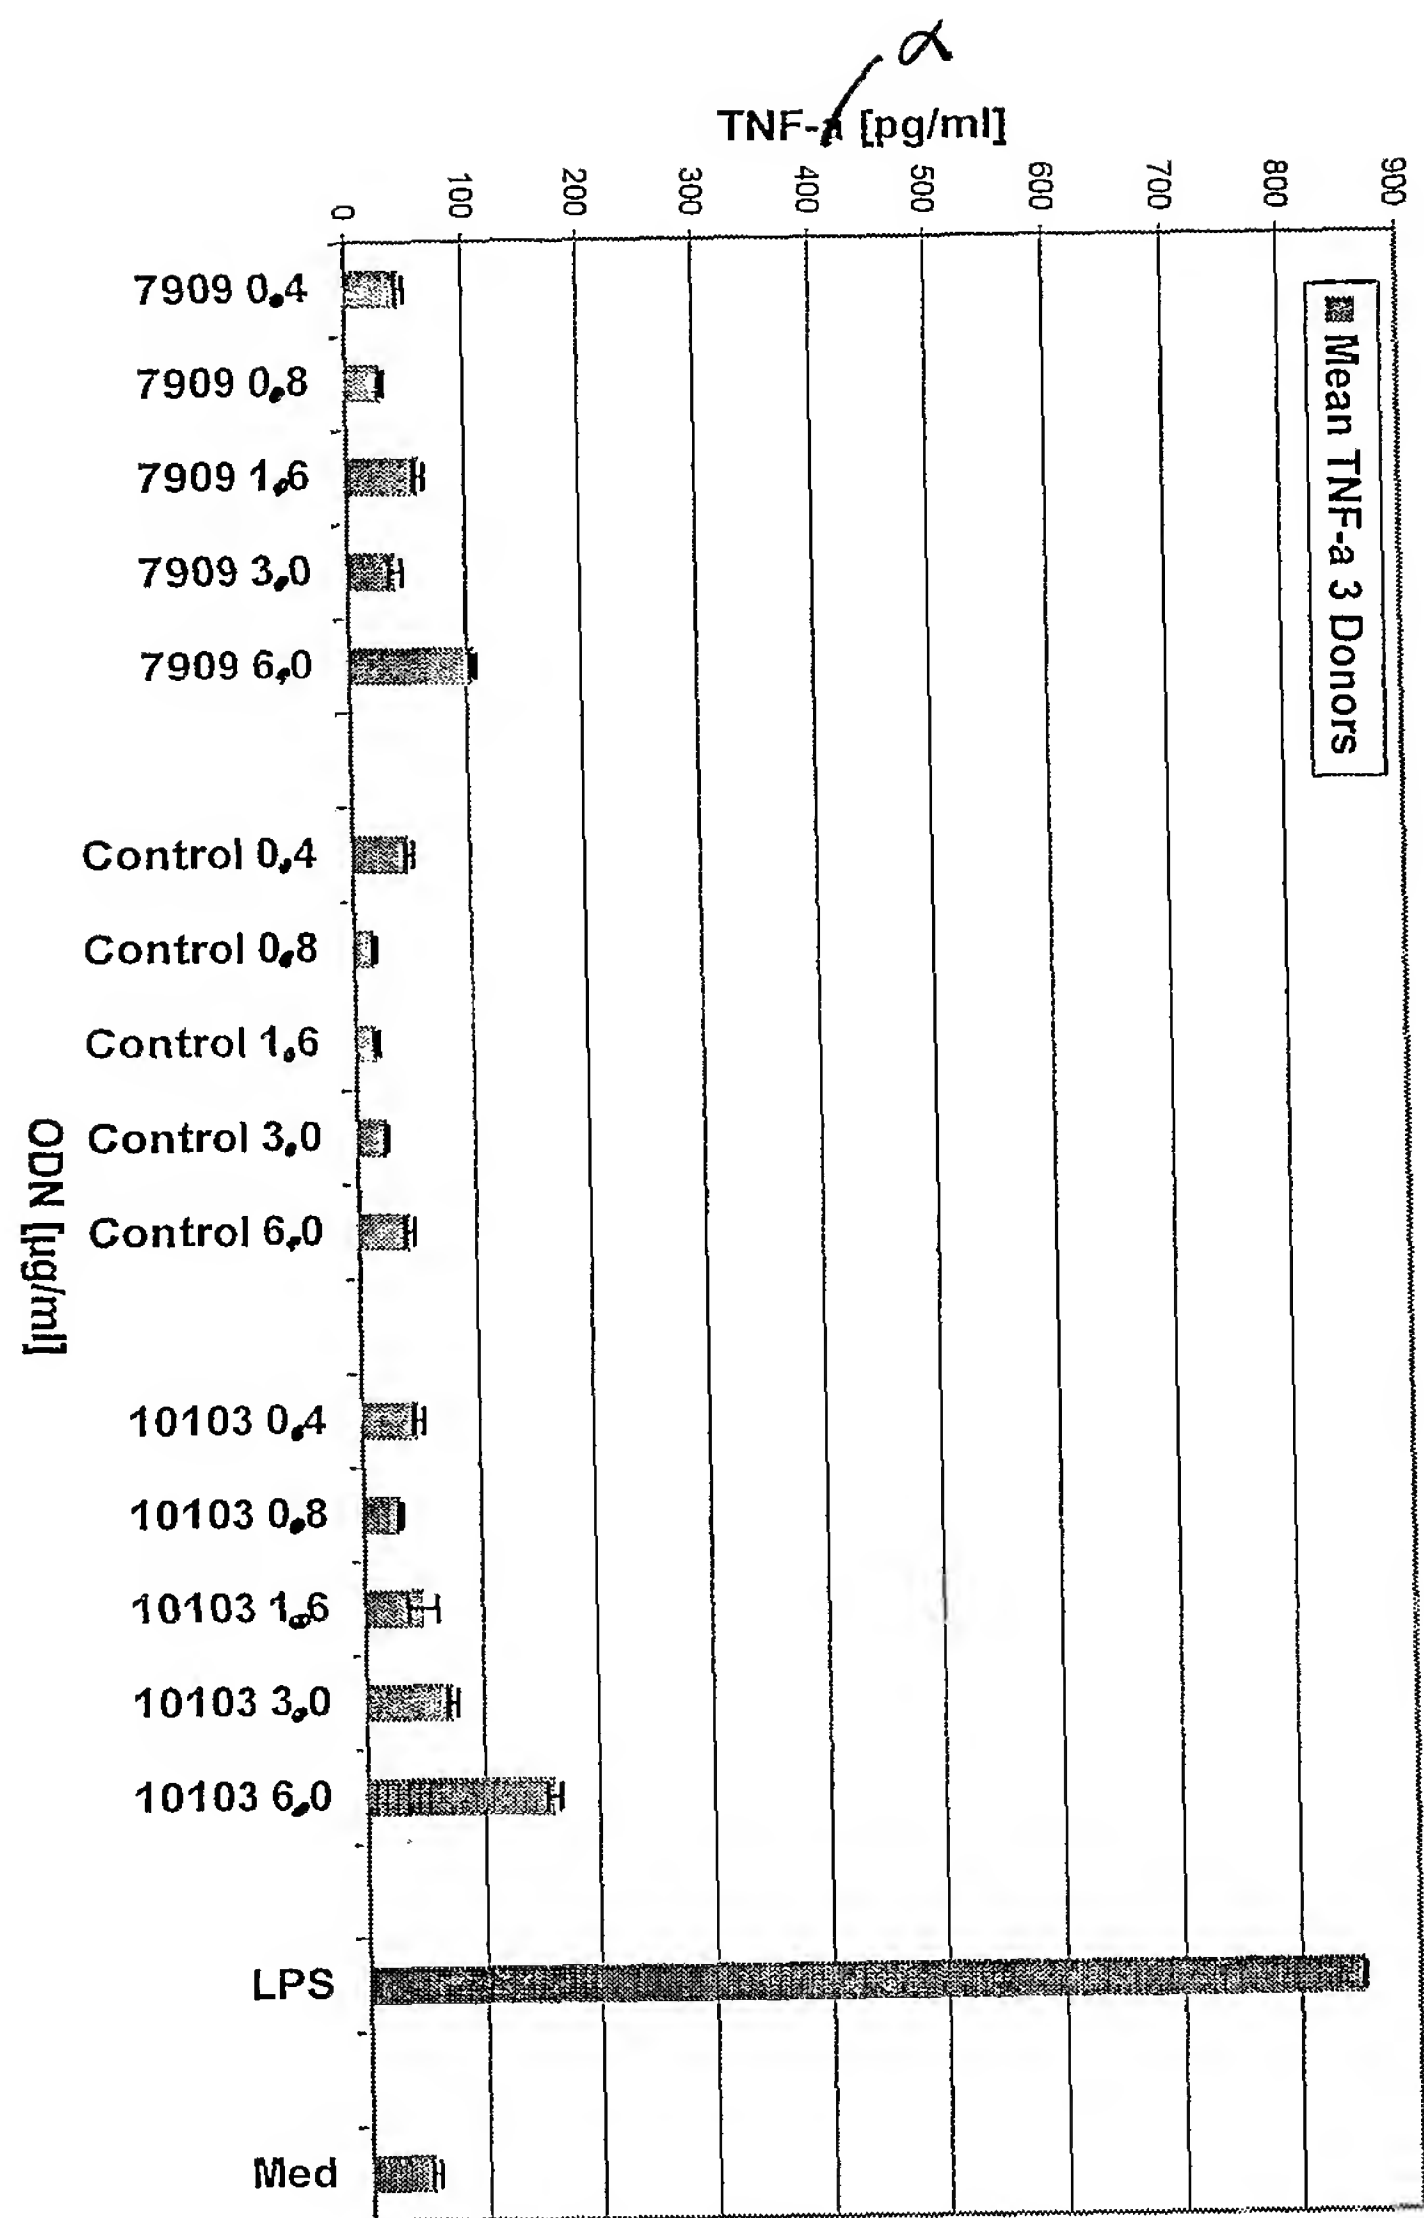 α
TNF-a [pg/ml]
900
800
700
600
500
400
300
200
100
0
Mean TNF-a 3 Donors
7909 0,4
7909 0,8
7909 1,6
7909 3,0
7909 6,0
Control 0,4
Control 0,8
Control 1,6
Control 3,0
Control 6,0
10103 0,4
10103 0,8
10103 1,6
10103 3,0
10103 6,0
LPS
Med
ODN [µg/ml]